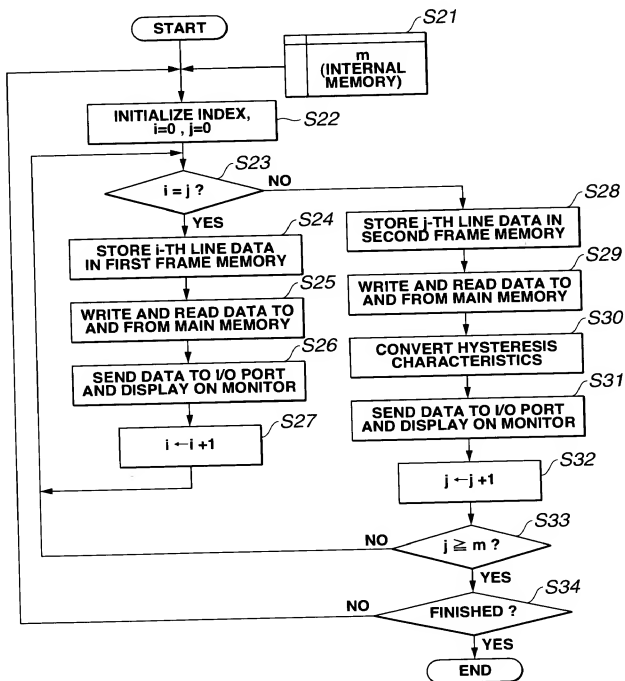 START
S21
m
(INTERNAL
MEMORY)
INITIALIZE INDEX,
i=0 , j=0
S22
S23
i = j ?
NO
YES
S24
STORE i-TH LINE DATA
IN FIRST FRAME MEMORY
S25
WRITE AND READ DATA TO
AND FROM MAIN MEMORY
S26
SEND DATA TO I/O PORT
AND DISPLAY ON MONITOR
S27
i ← i +1
S28
STORE j-TH LINE DATA IN
SECOND FRAME MEMORY
S29
WRITE AND READ DATA TO
AND FROM MAIN MEMORY
S30
CONVERT HYSTERESIS
CHARACTERISTICS
S31
SEND DATA TO I/O PORT
AND DISPLAY ON MONITOR
S32
j ← j +1
S33
NO
j ≧ m ?
YES
S34
NO
FINISHED ?
YES
END